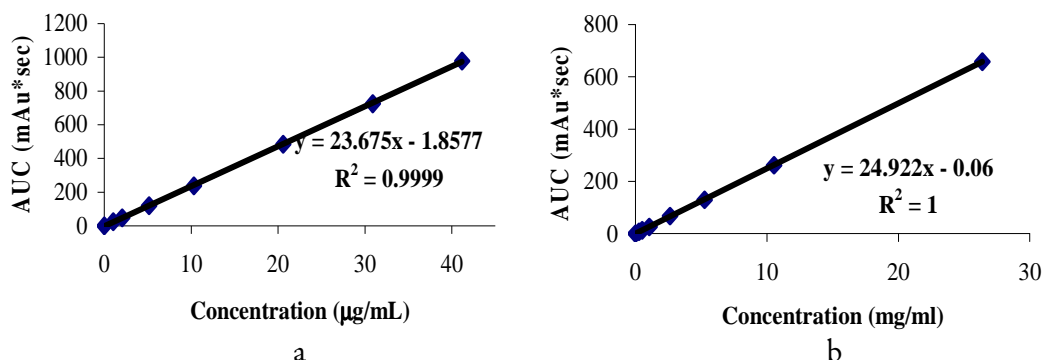 1200
1000
800
600
400
200
0
AUC (mAu*sec)
y = 23.675x - 1.8577
R² = 0.9999
0 10 20 30 40
Concentration (μg/mL)
a
800
600
400
200
0
AUC (mAu*sec)
y = 24.922x - 0.06
R² = 1
0 10 20 30
Concentration (mg/ml)
b